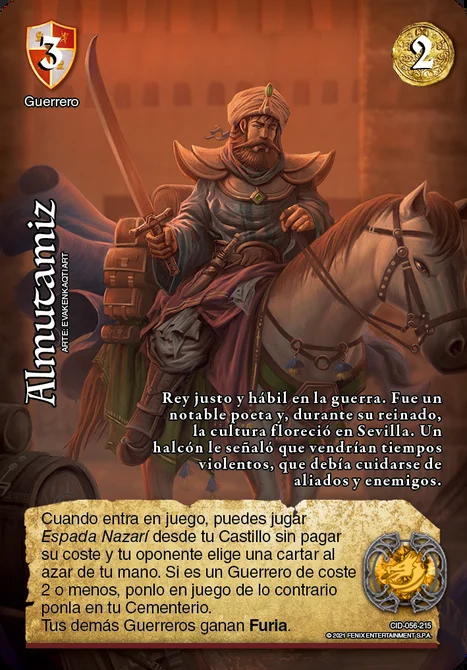 3
2
Guerrero
Almutamiz
ARTE: EVAKENKAQTIART
Rey justo y hábil en la guerra. Fue un
notable poeta y, durante su reinado,
la cultura floreció en Sevilla. Un
halcón le señaló que vendrían tiempos
violentos, que debía cuidarse de
aliados y enemigos.
Cuando entra en juego, puedes jugar
Espada Nazarí desde tu Castillo sin pagar
su coste y tu oponente elige una cartar al
azar de tu mano. Si es un Guerrero de coste
2 o menos, ponlo en juego de lo contrario
ponla en tu Cementerio.
Tus demás Guerreros ganan Furia.
CID-056-215
© 2021 FENIX ENTERTAINMENT S.P.A.